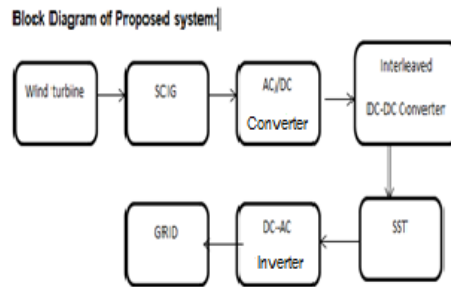 Block Diagram of Proposed system:
Wind turbine
SCIG
AC/DC
Converter
Interleaved
DC-DC Converter
SST
DC-AC
Inverter
GRID